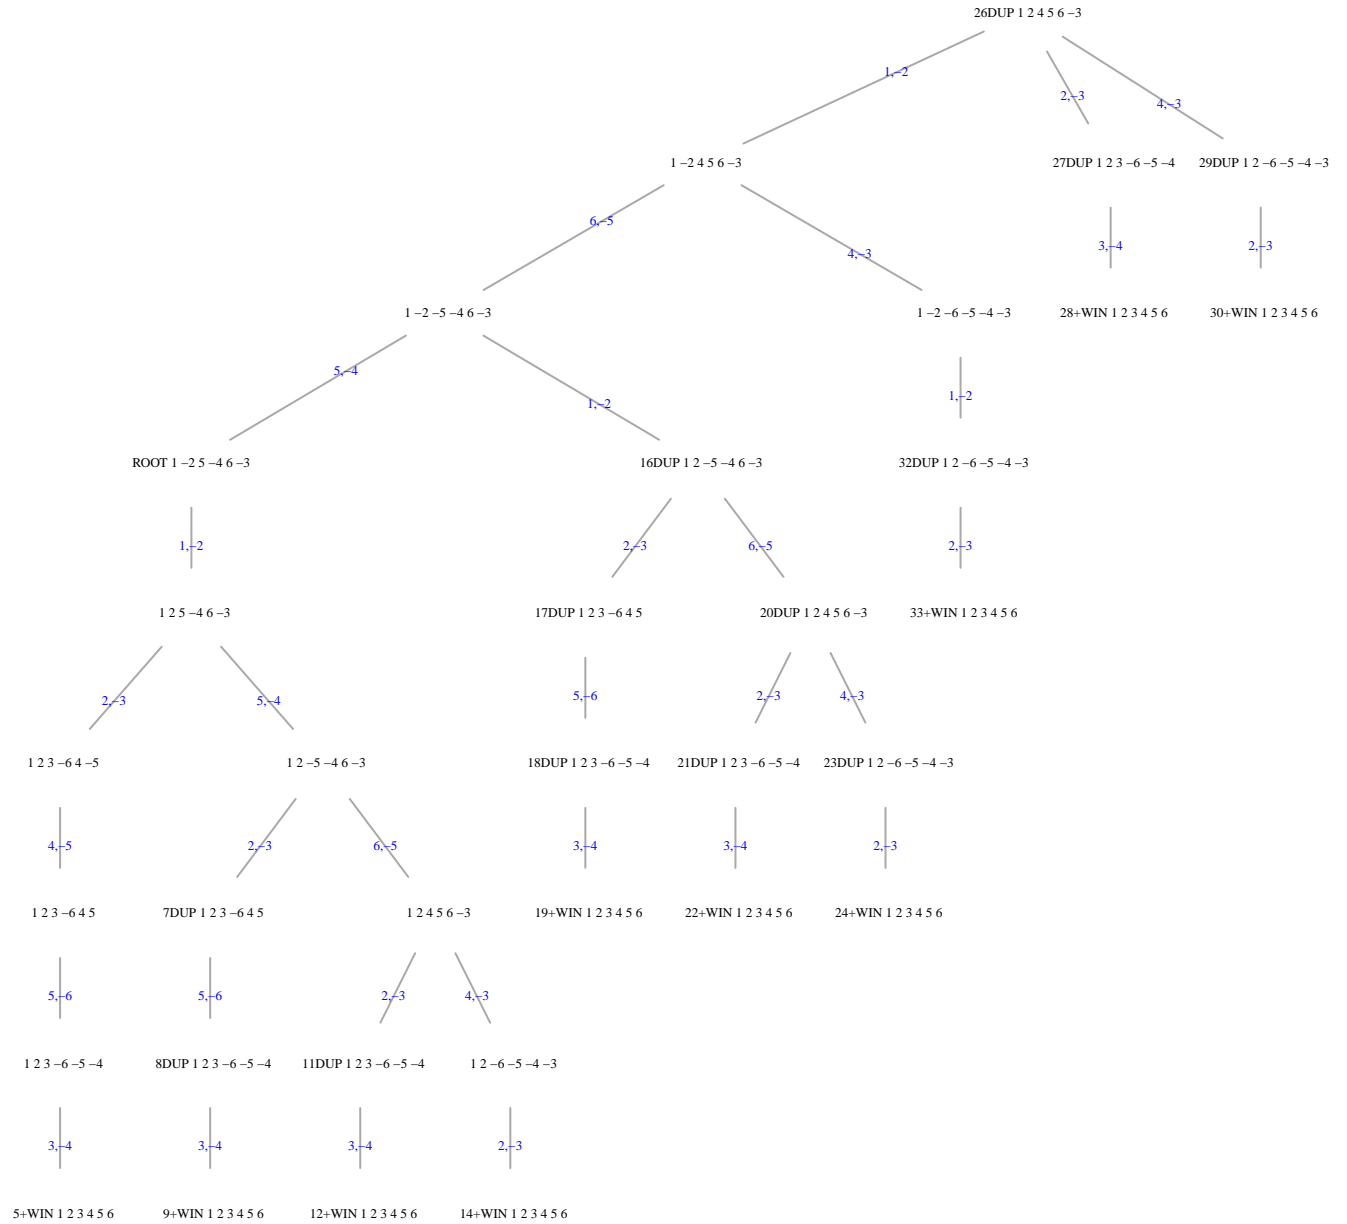 26DUP 1 2 4 5 6 −3
1,−2
2,−3
4,−3
1 −2 4 5 6 −3
27DUP 1 2 3 −6 −5 −4
29DUP 1 2 −6 −5 −4 −3
6,−5
4,−3
3,−4
2,−3
1 −2 −5 −4 6 −3
1 −2 −6 −5 −4 −3
28+WIN 1 2 3 4 5 6
30+WIN 1 2 3 4 5 6
5,−4
1,−2
1,−2
ROOT 1 −2 5 −4 6 −3
16DUP 1 2 −5 −4 6 −3
32DUP 1 2 −6 −5 −4 −3
1,−2
2,−3
6,−5
2,−3
1 2 5 −4 6 −3
17DUP 1 2 3 −6 4 5
20DUP 1 2 4 5 6 −3
33+WIN 1 2 3 4 5 6
2,−3
5,−4
5,−6
2,−3
4,−3
1 2 3 −6 4 −5
1 2 −5 −4 6 −3
18DUP 1 2 3 −6 −5 −4
21DUP 1 2 3 −6 −5 −4
23DUP 1 2 −6 −5 −4 −3
4,−5
2,−3
6,−5
3,−4
3,−4
2,−3
1 2 3 −6 4 5
7DUP 1 2 3 −6 4 5
1 2 4 5 6 −3
19+WIN 1 2 3 4 5 6
22+WIN 1 2 3 4 5 6
24+WIN 1 2 3 4 5 6
5,−6
5,−6
2,−3
4,−3
1 2 3 −6 −5 −4
8DUP 1 2 3 −6 −5 −4
11DUP 1 2 3 −6 −5 −4
1 2 −6 −5 −4 −3
3,−4
3,−4
3,−4
2,−3
5+WIN 1 2 3 4 5 6
9+WIN 1 2 3 4 5 6
12+WIN 1 2 3 4 5 6
14+WIN 1 2 3 4 5 6